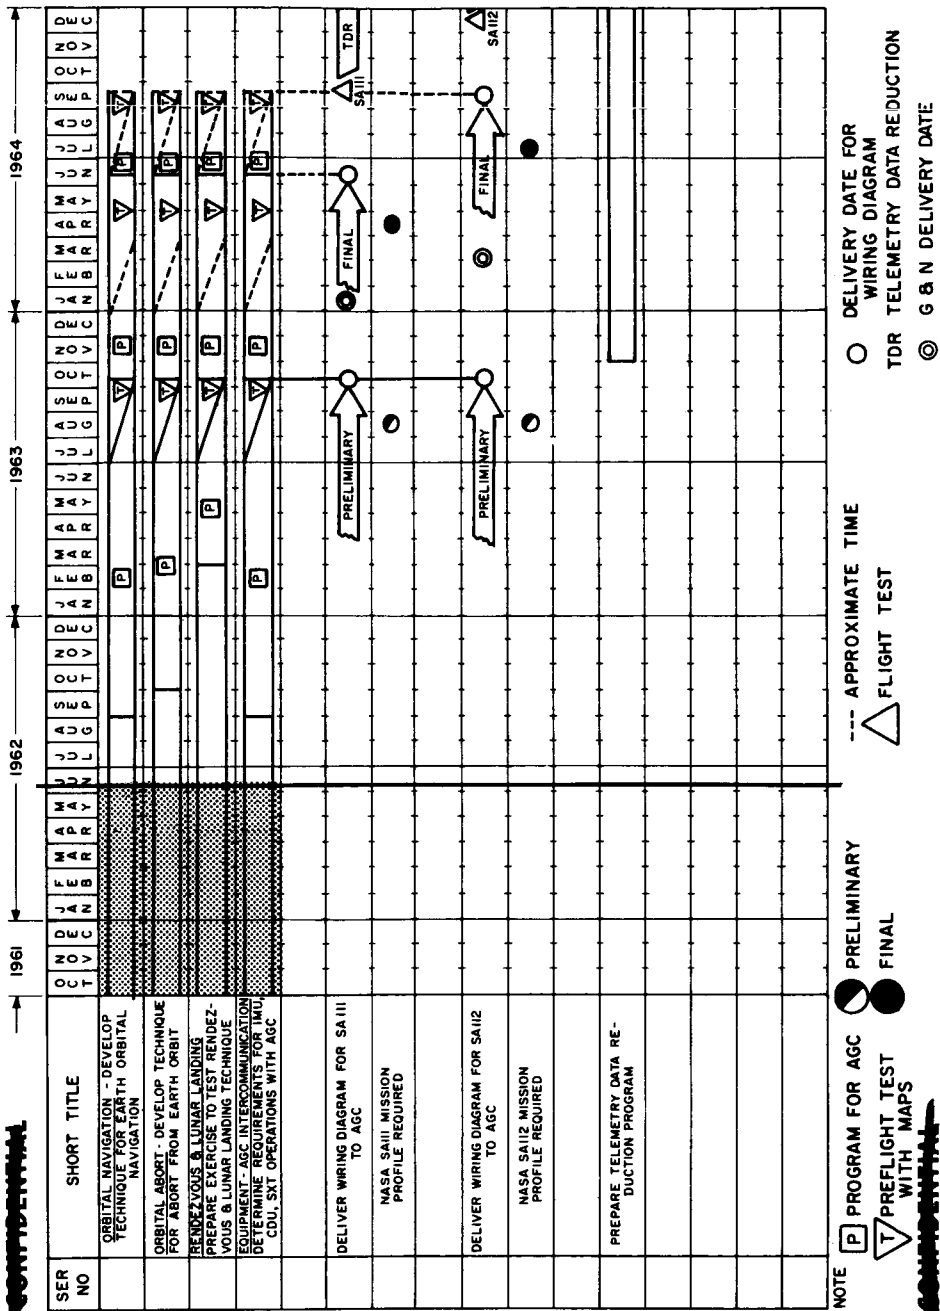 CONFIDENTIAL
1961 1962 1963 1964
SER NO
SHORT TITLE
OCT NOV DEC JAN FEB MAR APR MAY JUN JUL AUG SEP OCT NOV DEC JAN FEB MAR APR MAY JUN JUL AUG SEP OCT NOV DEC JAN FEB MAR APR MAY JUN JUL AUG SEP OCT NOV DEC
ORBITAL NAVIGATION - DEVELOP
TECHNIQUE FOR EARTH ORBITAL
NAVIGATION
P T P T P T
ORBITAL ABORT - DEVELOP TECHNIQUE
FOR ABORT FROM EARTH ORBIT
P T P T P T
RENDEZVOUS & LUNAR LANDING
PREPARE EXERCISE TO TEST RENDEZ-
VOUS & LUNAR LANDING TECHNIQUE
P T P T P T
EQUIPMENT - AGC INTERCOMMUNICATION
DETERMINE REQUIREMENTS FOR IMU,
CDU, SXT OPERATIONS WITH AGC
P T P T P T
DELIVER WIRING DIAGRAM FOR SA 111
TO AGC
PRELIMINARY
FINAL
SA111
TDR
NASA SA111 MISSION
PROFILE REQUIRED
DELIVER WIRING DIAGRAM FOR SA112
TO AGC
PRELIMINARY
FINAL
SA112
NASA SA112 MISSION
PROFILE REQUIRED
PREPARE TELEMETRY DATA RE-
DUCTION PROGRAM
NOTE
P PROGRAM FOR AGC
T PREFLIGHT TEST
WITH MAPS
PRELIMINARY
FINAL
--- APPROXIMATE TIME
FLIGHT TEST
DELIVERY DATE FOR
WIRING DIAGRAM
TDR TELEMETRY DATA REDUCTION
G & N DELIVERY DATE
CONFIDENTIAL